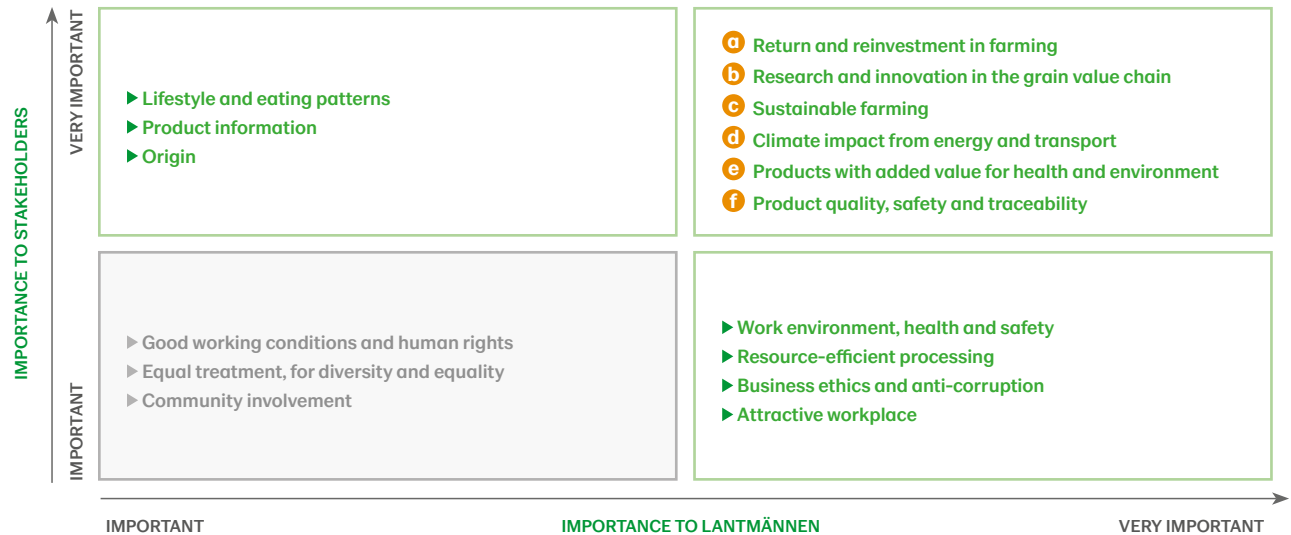 IMPORTANCE TO STAKEHOLDERS
VERY IMPORTANT
IMPORTANT
Lifestyle and eating patterns
Product information
Origin
a Return and reinvestment in farming
b Research and innovation in the grain value chain
c Sustainable farming
d Climate impact from energy and transport
e Products with added value for health and environment
f Product quality, safety and traceability
Good working conditions and human rights
Equal treatment, for diversity and equality
Community involvement
Work environment, health and safety
Resource-efficient processing
Business ethics and anti-corruption
Attractive workplace
IMPORTANT
IMPORTANCE TO LANTMÄNNEN
VERY IMPORTANT